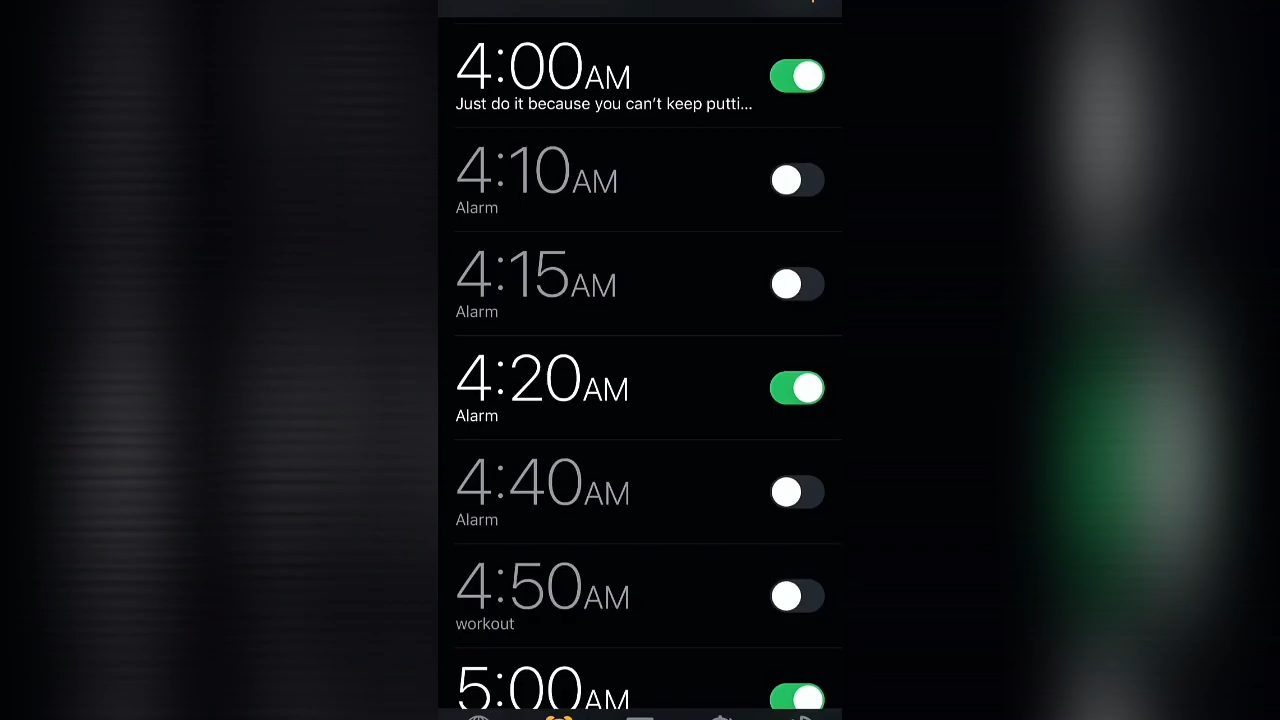 4:00AM
Just do it because you can't keep putti...
4:10AM
Alarm
4:15AM
Alarm
4:20AM
Alarm
4:40AM
Alarm
4:50AM
workout
5:00AM